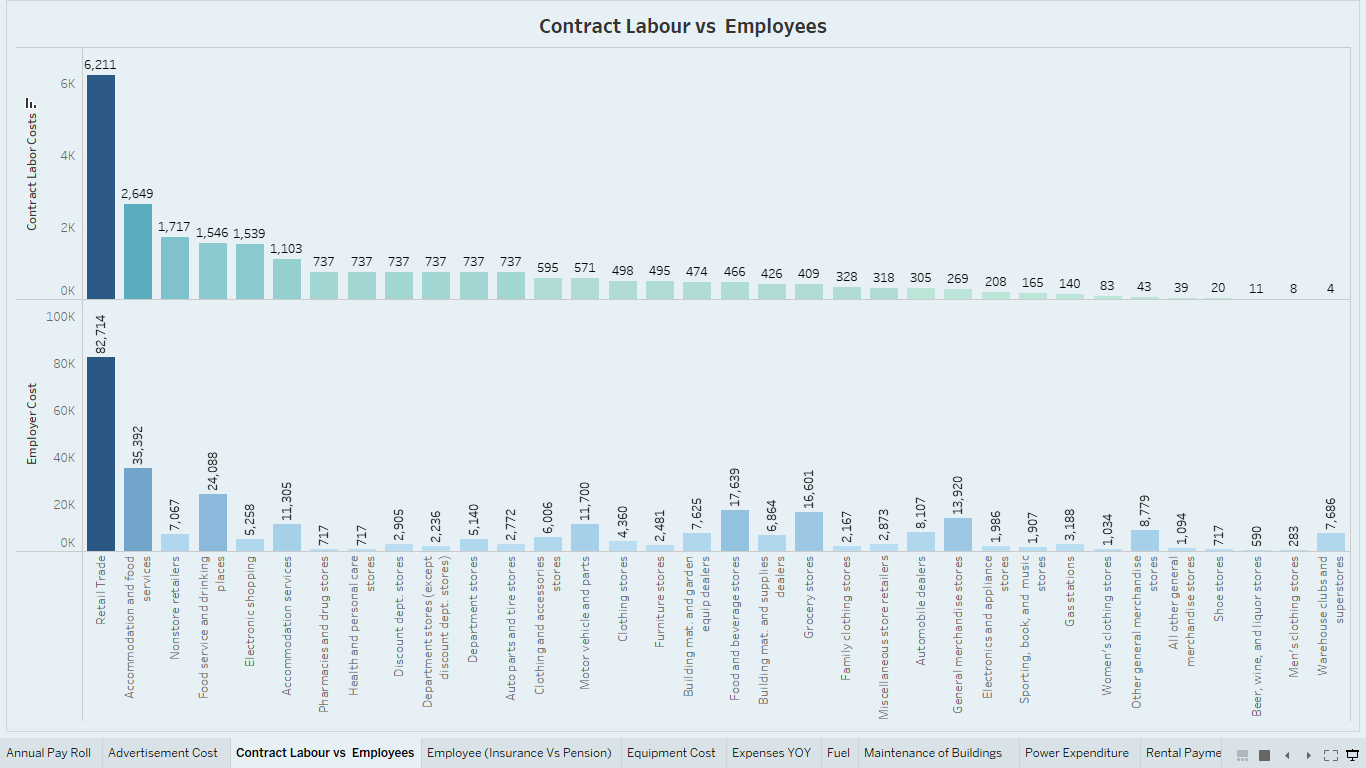 Contract Labour vs Employees
Contract Labor Costs
6K
4K
2K
0K
6,211
2,649
1,717
1,546
1,539
1,103
737
737
737
737
737
737
595
571
498
495
474
466
426
409
328
318
305
269
208
165
140
83
43
39
20
11
8
4
Employer Cost
100K
80K
60K
40K
20K
0K
82,714
35,392
7,067
24,088
5,258
11,305
717
717
2,905
2,236
5,140
2,772
6,006
11,700
4,360
2,481
7,625
17,639
6,864
16,601
2,167
2,873
8,107
13,920
1,986
1,907
3,188
1,034
8,779
1,094
717
590
283
7,686
Retail Trade
Accommodation and food
services
Nonstore retailers
Food service and drinking
places
Electronic shopping
Accommodation services
Pharmacies and drug stores
Health and personal care
stores
Discount dept. stores
Department stores (except
discount dept. stores)
Department stores
Auto parts and tire stores
Clothing and accessories
stores
Motor vehicle and parts
Clothing stores
Furniture stores
Building mat. and garden
equip dealers
Food and beverage stores
Building mat. and supplies
dealers
Grocery stores
Family clothing stores
Miscellaneous store retailers
Automobile dealers
General merchandise stores
Electronics and appliance
stores
Sporting, book, and music
stores
Gas stations
Women's clothing stores
Other general merchandise
stores
All other general
merchandise stores
Shoe stores
Beer, wine, and liquor stores
Men's clothing stores
Warehouse clubs and
superstores
Annual Pay Roll
Advertisement Cost
Contract Labour vs Employees
Employee (Insurance Vs Pension)
Equipment Cost
Expenses YOY
Fuel
Maintenance of Buildings
Power Expenditure
Rental Payme